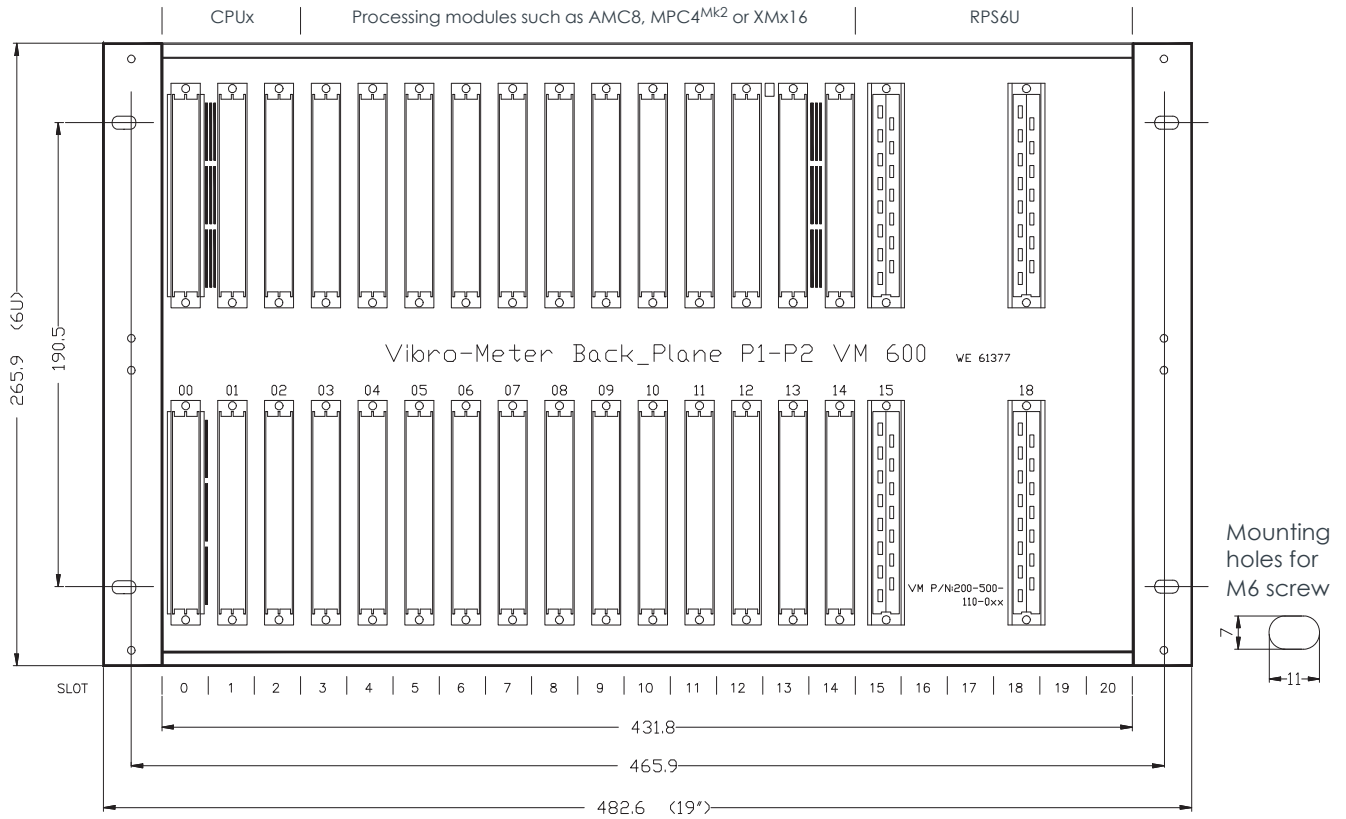 CPUx
Processing modules such as AMC8, MPC4Mk2 or XMx16
RPS6U
265.9 (6U)
190.5
Vibro-Meter Back_Plane P1-P2 VM 600 WE 61377
00 01 02 03 04 05 06 07 08 09 10 11 12 13 14 15 18
VM P/N:200-500-
110-0xx
Mounting
holes for
M6 screw
7
11
SLOT 0 1 2 3 4 5 6 7 8 9 10 11 12 13 14 15 16 17 18 19 20
431.8
465.9
482.6 (19")